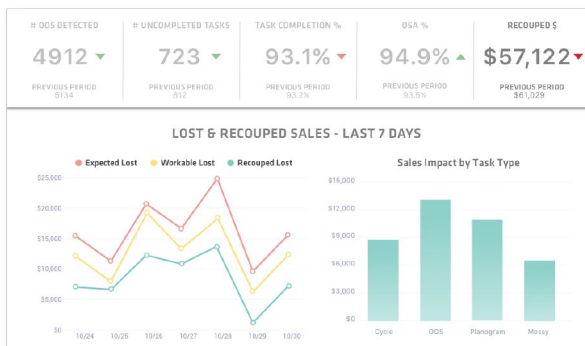 # OOS DETECTED
4912
PREVIOUS PERIOD
5134
# UNCOMPLETED TASKS
723
PREVIOUS PERIOD
812
TASK COMPLETION %
93.1%
PREVIOUS PERIOD
93.2%
OSA %
94.9%
PREVIOUS PERIOD
93.5%
RECOUPED $
$57,122
PREVIOUS PERIOD
$61,029
LOST & RECOUPED SALES - LAST 7 DAYS
Expected Lost Workable Lost Recouped Lost
$25,000
$20,000
$15,000
$10,000
$5,000
$0
10/24 10/25 10/26 10/27 10/28 10/29 10/30
Sales Impact by Task Type
$15,000
$12,000
$9,000
$6,000
$3,000
$0
Cycle OOS Planogram Messy